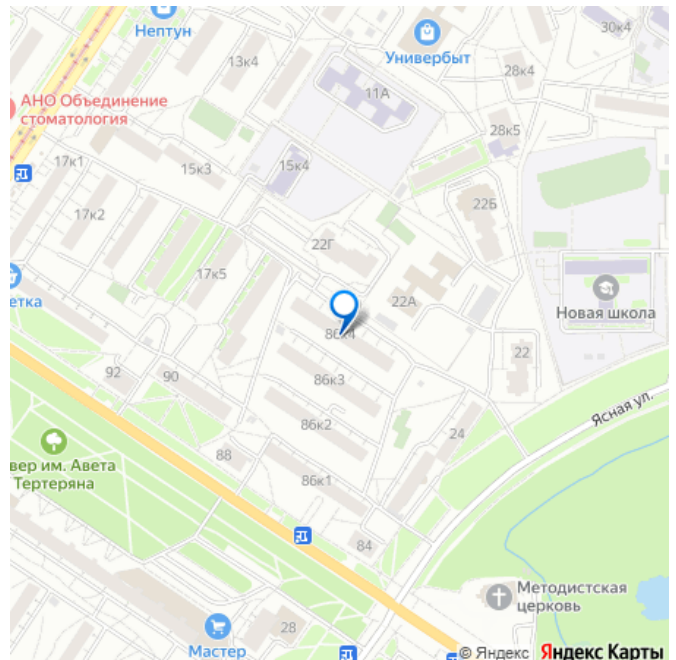 Нептун
30к4
13к4
Универбыт
28к4
11А
АНО Объединение
стоматология
28к5
17к1
15к3
15к4
22Б
17к2
22Г
17к5
22А
етка
Новая школа
86к4
22
92
90
86к3
Ясная ул.
86к2
24
88
вер им. Авета
Тертеряна
86к1
84
Методистская
церковь
28
Мастер
© Яндекс
Яндекс Карты